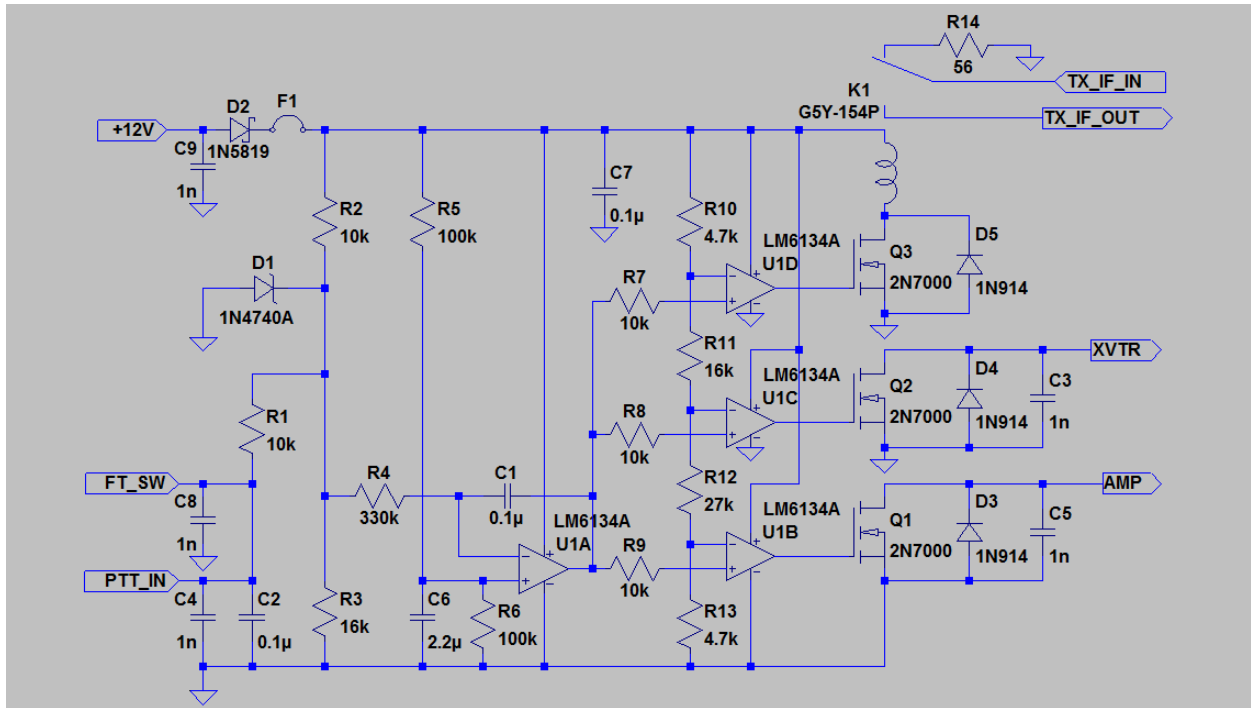 R14
56
TX_IF_IN
K1
G5Y-154P
TX_IF_OUT
+12V
D2
F1
1N5819
C9
1n
C7
0.1µ
R2
10k
R5
100k
R10
4.7k
LM6134A
U1D
Q3
2N7000
D5
1N914
D1
1N4740A
R7
10k
R11
16k
LM6134A
U1C
Q2
2N7000
D4
1N914
C3
1n
XVTR
R1
10k
R8
10k
FT_SW
C8
1n
R4
330k
C1
0.1µ
LM6134A
U1A
R12
27k
LM6134A
U1B
Q1
2N7000
D3
1N914
C5
1n
AMP
R9
10k
PTT_IN
C4
1n
C2
0.1µ
R3
16k
C6
2.2µ
R6
100k
R13
4.7k